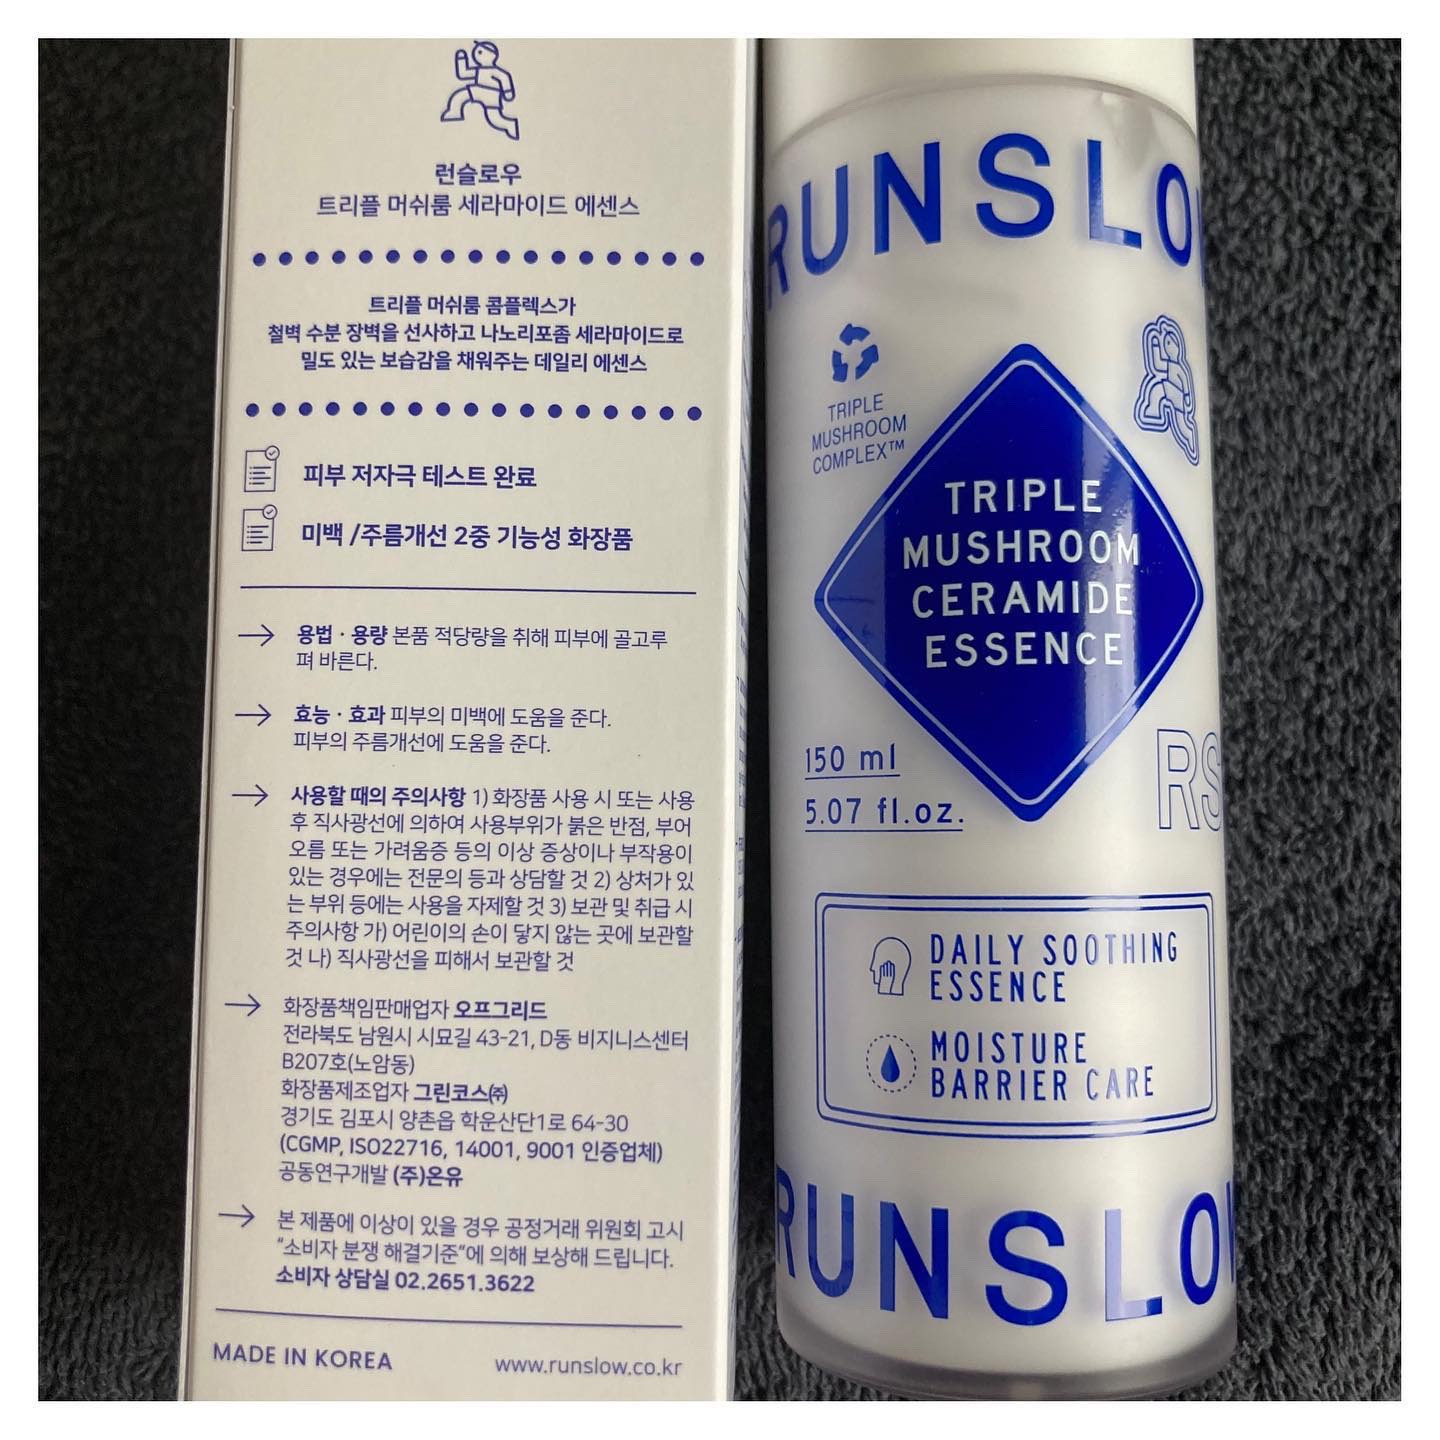 런슬로우
트리플 머쉬룸 세라마이드 에센스
트리플 머쉬룸 콤플렉스가
철벽 수분 장벽을 선사하고 나노리포좀 세라마이드로
밀도 있는 보습감을 채워주는 데일리 에센스
피부 저자극 테스트 완료
미백 /주름개선 2중 기능성 화장품
용법 · 용량 본품 적당량을 취해 피부에 골고루
펴 바른다.
효능 · 효과 피부의 미백에 도움을 준다.
피부의 주름개선에 도움을 준다.
사용할 때의 주의사항 1) 화장품 사용 시 또는 사용
후 직사광선에 의하여 사용부위가 붉은 반점, 부어
오름 또는 가려움증 등의 이상 증상이나 부작용이
있는 경우에는 전문의 등과 상담할 것 2) 상처가 있
는 부위 등에는 사용을 자제할 것 3) 보관 및 취급 시
주의사항 가) 어린이의 손이 닿지 않는 곳에 보관할
것 나) 직사광선을 피해서 보관할 것
화장품책임판매업자 오프그리드
전라북도 남원시 시묘길 43-21, D동 비지니스센터
B207호(노암동)
화장품제조업자 그린코스㈜
경기도 김포시 양촌읍 학운산단1로 64-30
(CGMP, ISO22716, 14001, 9001 인증업체)
공동연구개발 (주)온유
본 제품에 이상이 있을 경우 공정거래 위원회 고시
"소비자 분쟁 해결기준"에 의해 보상해 드립니다.
소비자 상담실 02.2651.3622
MADE IN KOREA
www.runslow.co.kr
RUNSLOW
TRIPLE
MUSHROOM
COMPLEX™
TRIPLE
MUSHROOM
CERAMIDE
ESSENCE
150 ml
5.07 fl.oz.
RS
DAILY SOOTHING
ESSENCE
MOISTURE
BARRIER CARE
RUNSLOW